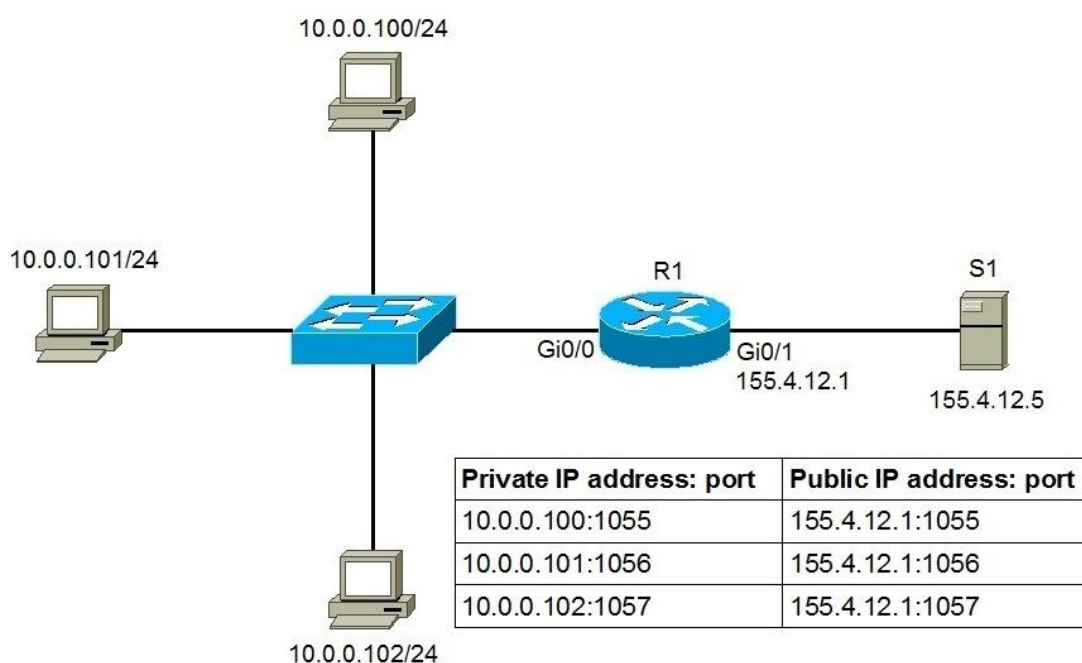 10.0.0.100/24
10.0.0.101/24
R1
S1
Gi0/0
Gi0/1
155.4.12.1
155.4.12.5
Private IP address: port Public IP address: port
10.0.0.100:1055 155.4.12.1:1055
10.0.0.101:1056 155.4.12.1:1056
10.0.0.102:1057 155.4.12.1:1057
10.0.0.102/24